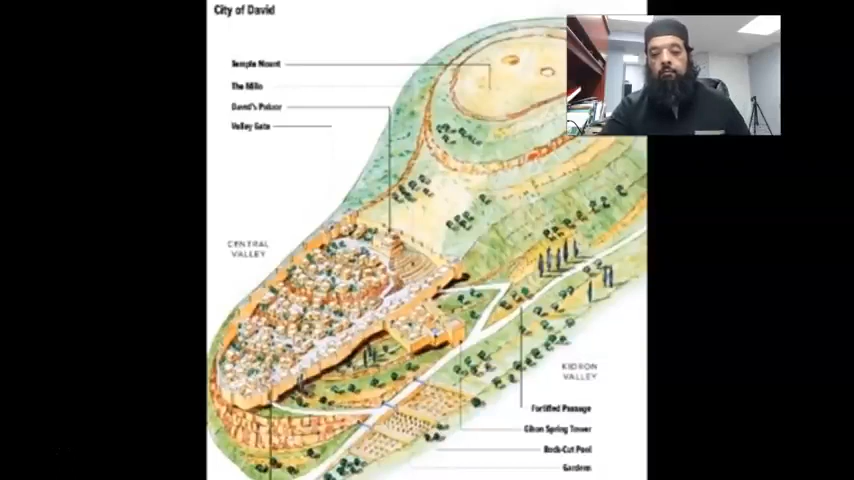 City of David
Temple Mount
The Millo
David's Palace
Valley Gate
CENTRAL
VALLEY
KIDRON
VALLEY
Fortified Passage
Gihon Spring Tower
Rock-Cut Pool
Gardens